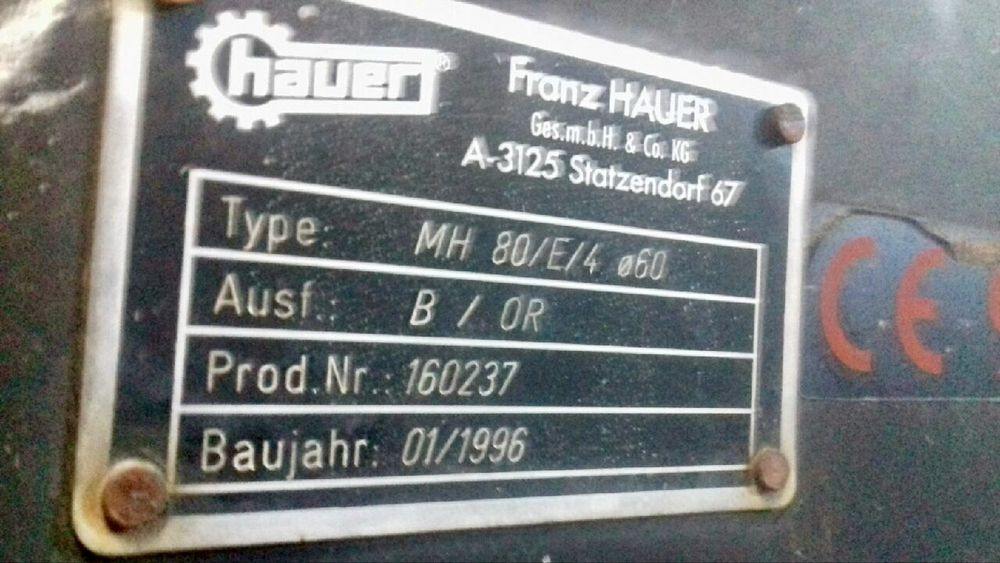 hauer®
Franz HAUER
Ges.m.b.H. & Co. KG
A-3125 Statzendorf 67
Type: MH 80/E/4 ø60
Ausf.: B / OR
Prod.Nr.: 160237
Baujahr: 01/1996
CE